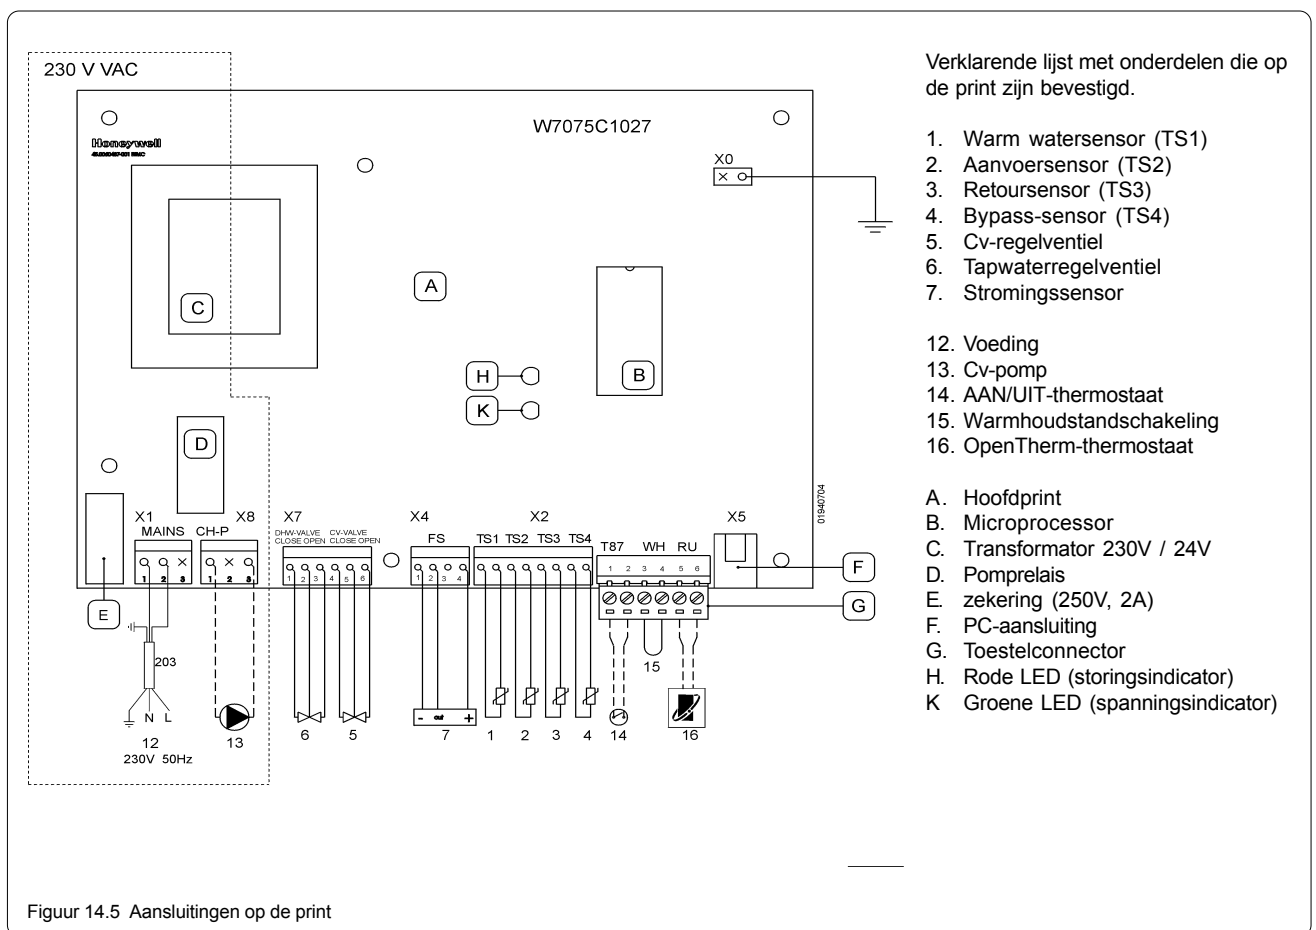 230 V VAC
Honeywell
W7075C1027
X0
C
A
H
B
K
D
01940704
X1
MAINS
CH-P
X8
X7
DHW-VALVE CV-VALVE
CLOSE OPEN CLOSE OPEN
X4
FS
X2
TS1 TS2 TS3 TS4
T87 WH RU
X5
1 2 3
1 2 3
1 2 3 4 5 6
1 2 3 4
1 2 3 4 5 6
E
F
G
203
N L
12
230V 50Hz
13
6
5
- out +
7
1
2
3
4
14
15
16
Verklarende lijst met onderdelen die op
de print zijn bevestigd.
1. Warm watersensor (TS1)
2. Aanvoersensor (TS2)
3. Retoursensor (TS3)
4. Bypass-sensor (TS4)
5. Cv-regelventiel
6. Tapwaterregelventiel
7. Stromingssensor
12. Voeding
13. Cv-pomp
14. AAN/UIT-thermostaat
15. Warmhoudstandschakeling
16. OpenTherm-thermostaat
A. Hoofdprint
B. Microprocessor
C. Transformator 230V / 24V
D. Pomprelais
E. zekering (250V, 2A)
F. PC-aansluiting
G. Toestelconnector
H. Rode LED (storingsindicator)
K Groene LED (spanningsindicator)
Figuur 14.5 Aansluitingen op de print